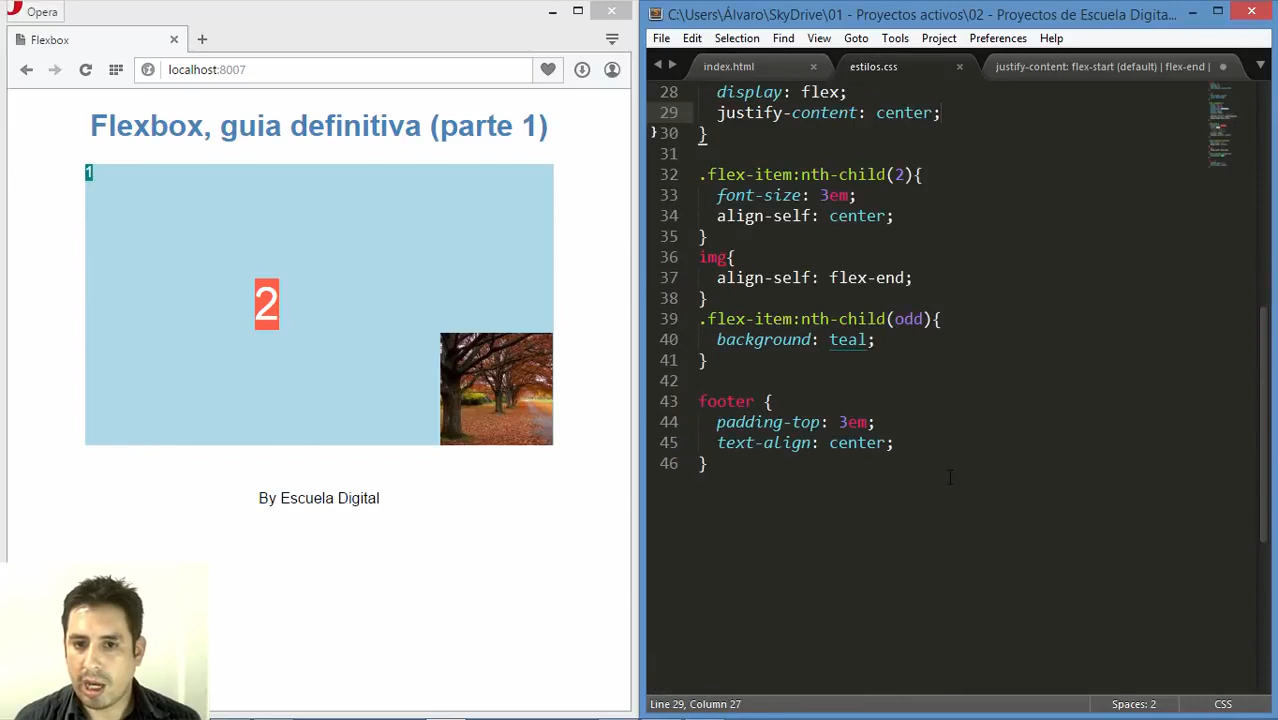 Opera
Flexbox
localhost:8007
Flexbox, guia definitiva (parte 1)
1
2
By Escuela Digital
C:\Users\Álvaro\SkyDrive\01 - Proyectos activos\02 - Proyectos de Escuela Digita...
File Edit Selection Find View Goto Tools Project Preferences Help
index.html estilos.css justify-content: flex-start (default) | flex-end |
28 display: flex;
29 justify-content: center;
30 }
31
32 .flex-item:nth-child(2){
33 font-size: 3em;
34 align-self: center;
35 }
36 img{
37 align-self: flex-end;
38 }
39 .flex-item:nth-child(odd){
40 background: teal;
41 }
42
43 footer {
44 padding-top: 3em;
45 text-align: center;
46 }
Line 29, Column 27 Spaces: 2 CSS